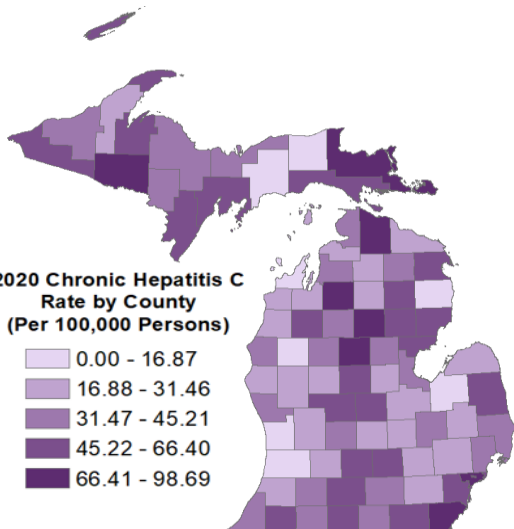 2020 Chronic Hepatitis C
Rate by County
(Per 100,000 Persons)
0.00 - 16.87
16.88 - 31.46
31.47 - 45.21
45.22 - 66.40
66.41 - 98.69